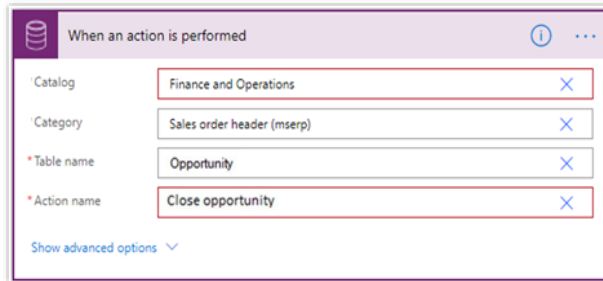 When an action is performed
*Catalog
Finance and Operations
*Category
Sales order header (mserp)
*Table name
Opportunity
*Action name
Close opportunity
Show advanced options